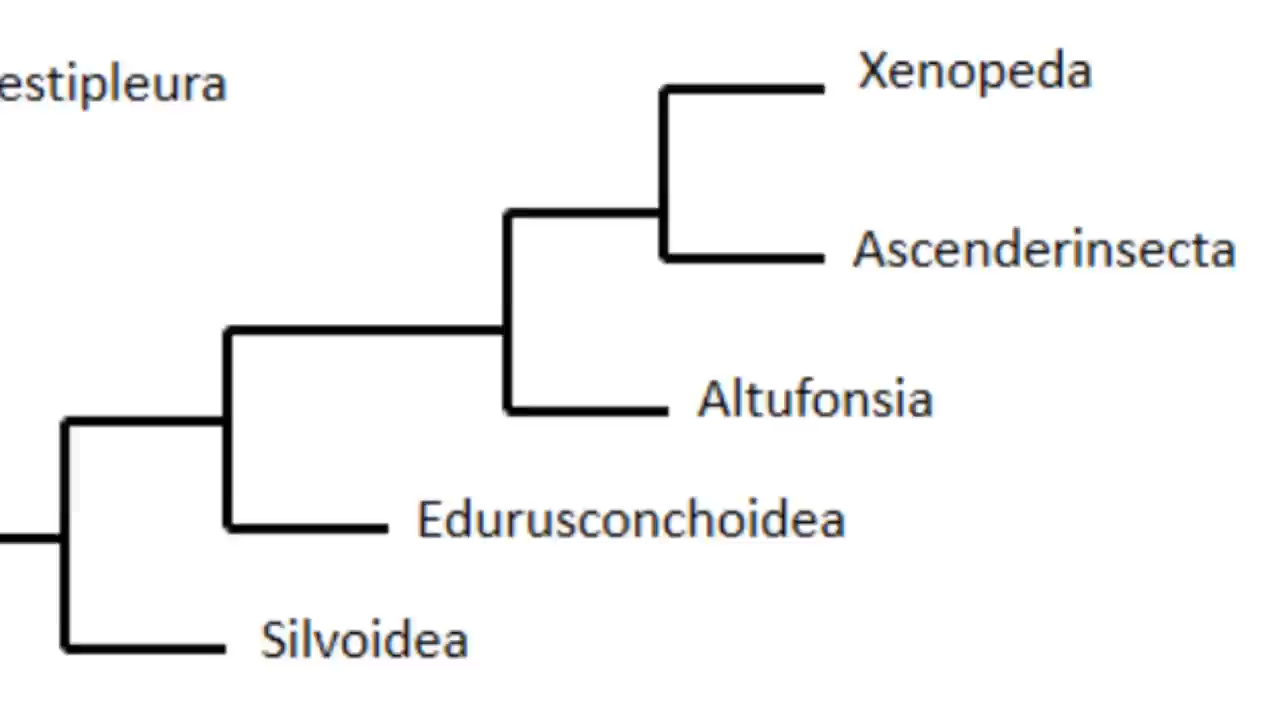 Xenopeda
estipleura
Ascenderinsecta
Altufonsia
Edurusconchoidea
Silvoidea